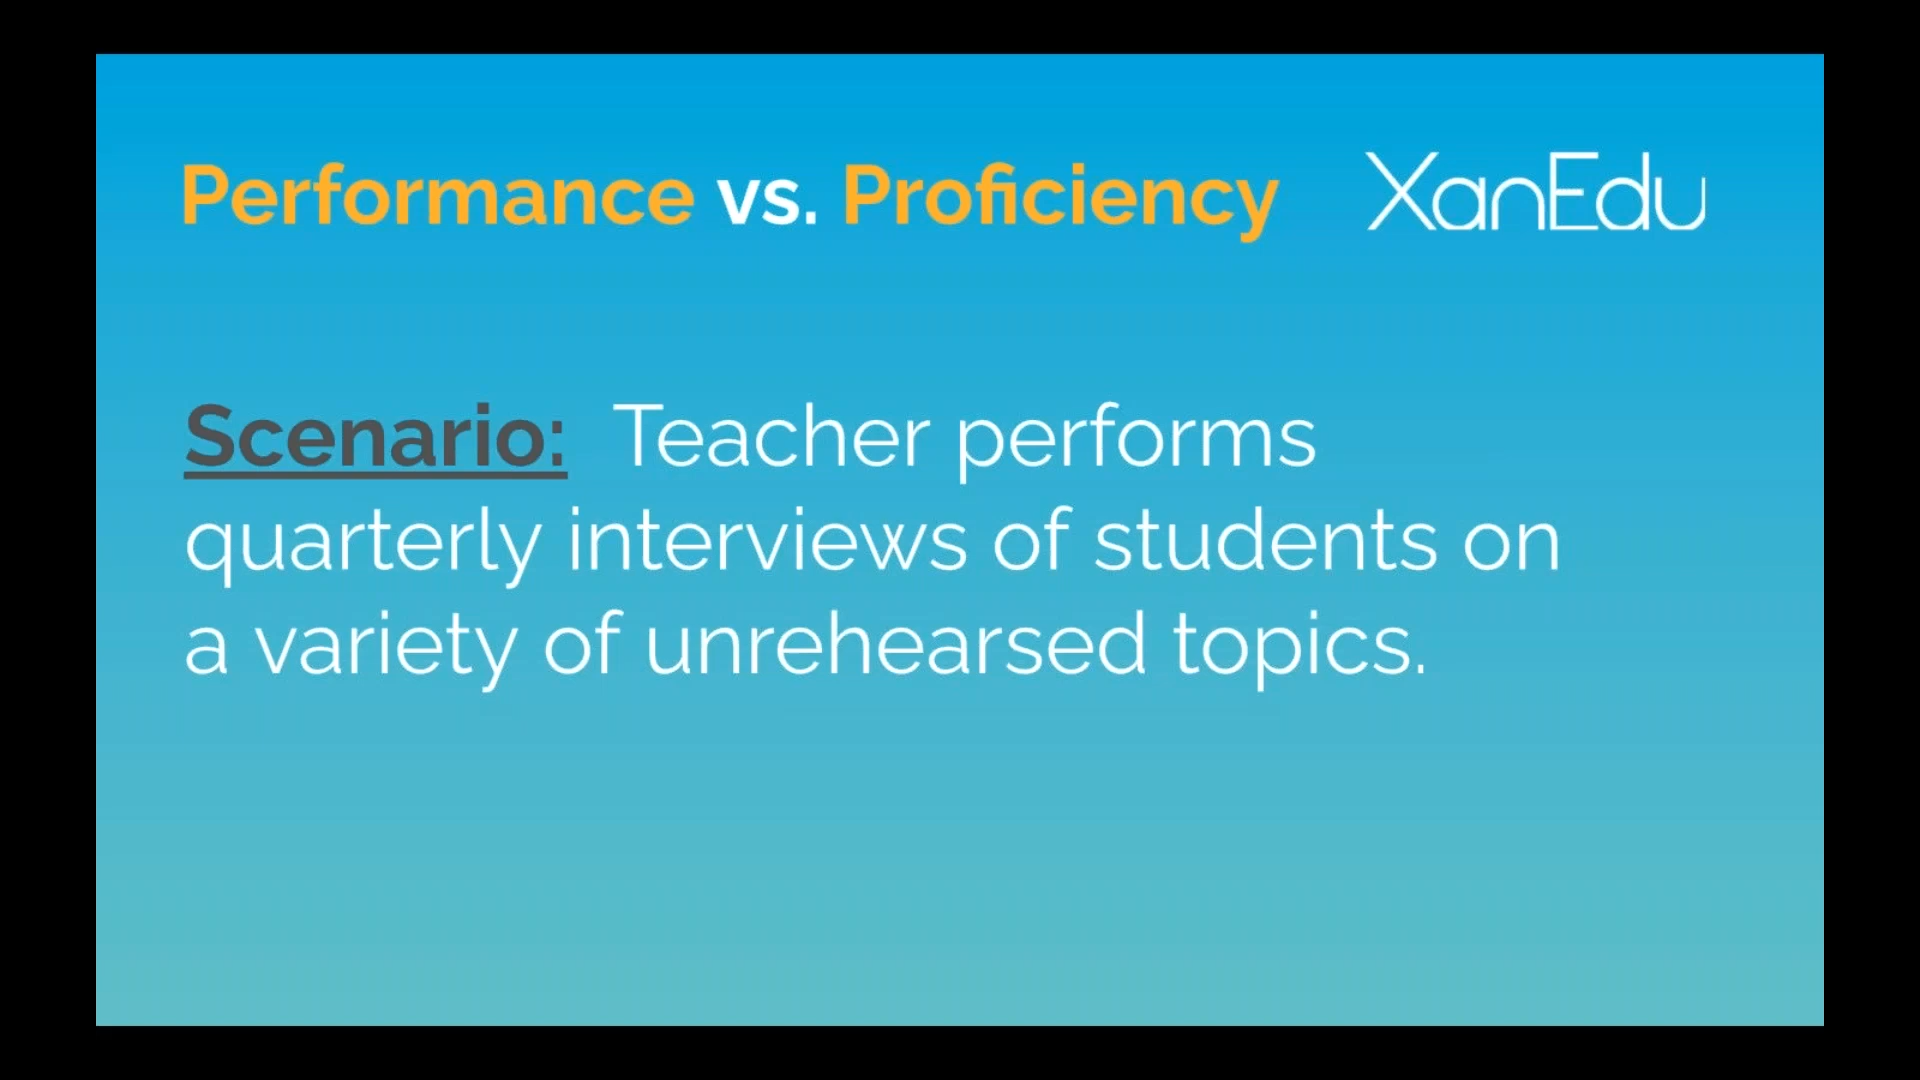 Performance vs. Proficiency XanEdu
Scenario: Teacher performs
quarterly interviews of students on
a variety of unrehearsed topics.